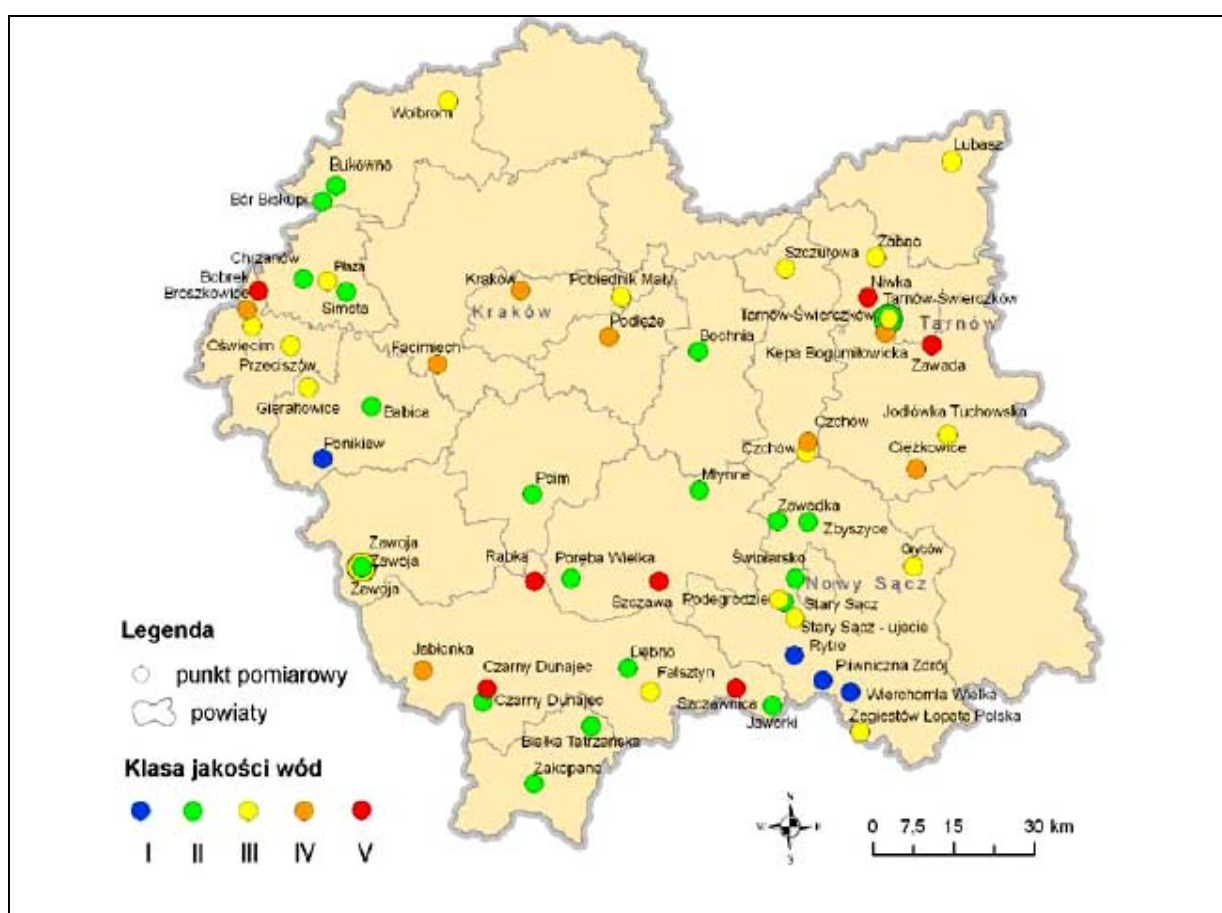 Wolbrom
Lubasz
Bukowno
Bór Biskupi
Chrzanów
Płaza
Bobrek
Broszkowice
Simota
Oświęcim
Przeciszów
Gierałtowice
Facimiech
Babica
Ponikiew
Kraków
Kraków
Pobiednik Mały
Podłęże
Bochnia
Szczurowa
Żabno
Niwka
Tarnów-Świerczków
Tarnów-Świerczków
Tarnów
Kępa Bogumiłowicka
Zawada
Jodłówka Tuchowska
Czchów
Czchów
Ciężkowice
Pcim
Młynne
Zawadka
Zbyszyce
Zawoja
Zawoja
Zawoja
Rabka
Poręba Wielka
Szczawa
Świniarsko
Grybów
Nowy Sącz
Podegrodzie
Stary Sącz
Stary Sącz - ujęcie
Rytro
Piwniczna Zdrój
Wierchomla Wielka
Żegiestów Łopata Polska
Jabłonka
Czarny Dunajec
Czarny Dunajec
Dębno
Falsztyn
Szczawnica
Jaworki
Białka Tatrzańska
Zakopane
Legenda
punkt pomiarowy
powiaty
Klasa jakości wód
I II III IV V
S
W E
0 7,5 15 30 km